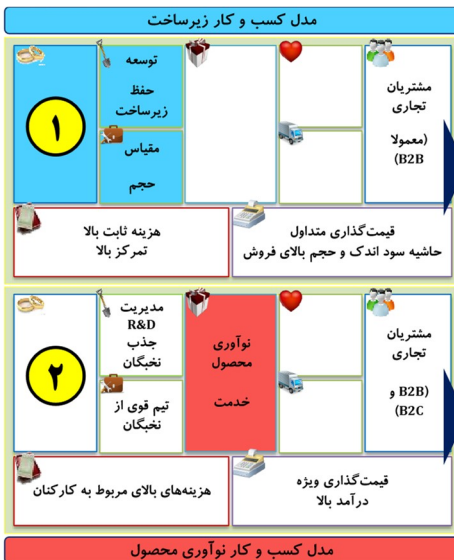 مدل کسب و کار زیرساخت
مشتریان
تجاری
(معمولا
B2B)
توسعه
حفظ
زیرساخت
مقیاس
حجم
۱
قیمت‌گذاری متداول
حاشیه سود اندک و حجم بالای فروش
هزینه ثابت بالا
تمرکز بالا
مشتریان
تجاری
(B2B و
B2C)
نوآوری
محصول
خدمت
مدیریت
R&D
جذب
نخبگان
تیم قوی از
نخبگان
۲
قیمت‌گذاری ویژه
درآمد بالا
هزینه‌های بالای مربوط به کارکنان
مدل کسب و کار نوآوری محصول